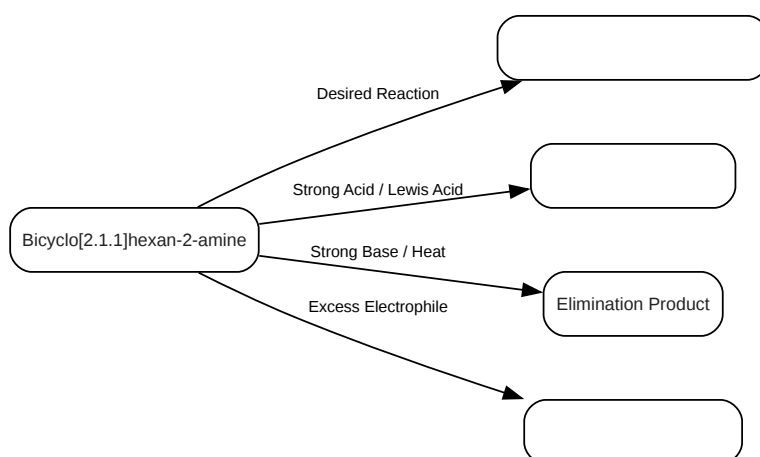 Desired Reaction
Strong Acid / Lewis Acid
Bicyclo[2.1.1]hexan-2-amine
Strong Base / Heat
Elimination Product
Excess Electrophile